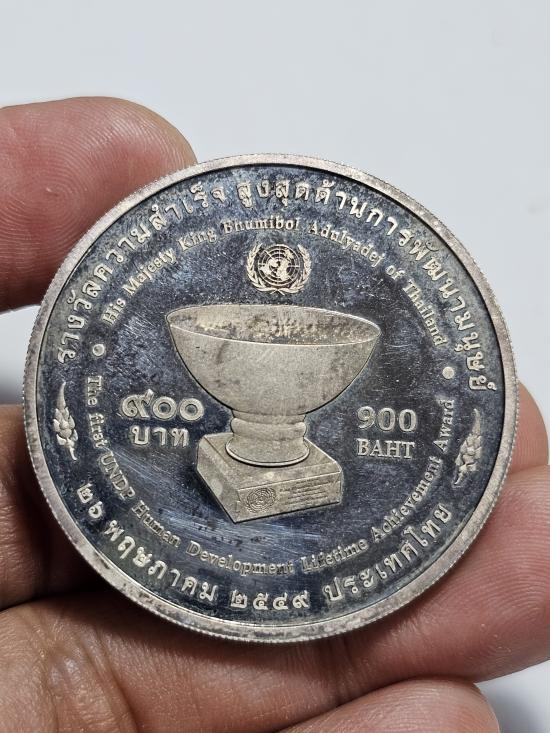 รางวัลความสำเร็จ สูงสุดด้านการพัฒนามนุษย์
His Majesty King Bhumibol Adulyadej of Thailand
๙๐๐
บาท
900
BAHT
The first UNDP Human Development Lifetime Achievement Award
๒๖ พฤษภาคม ๒๕๔๙ ประเทศไทย